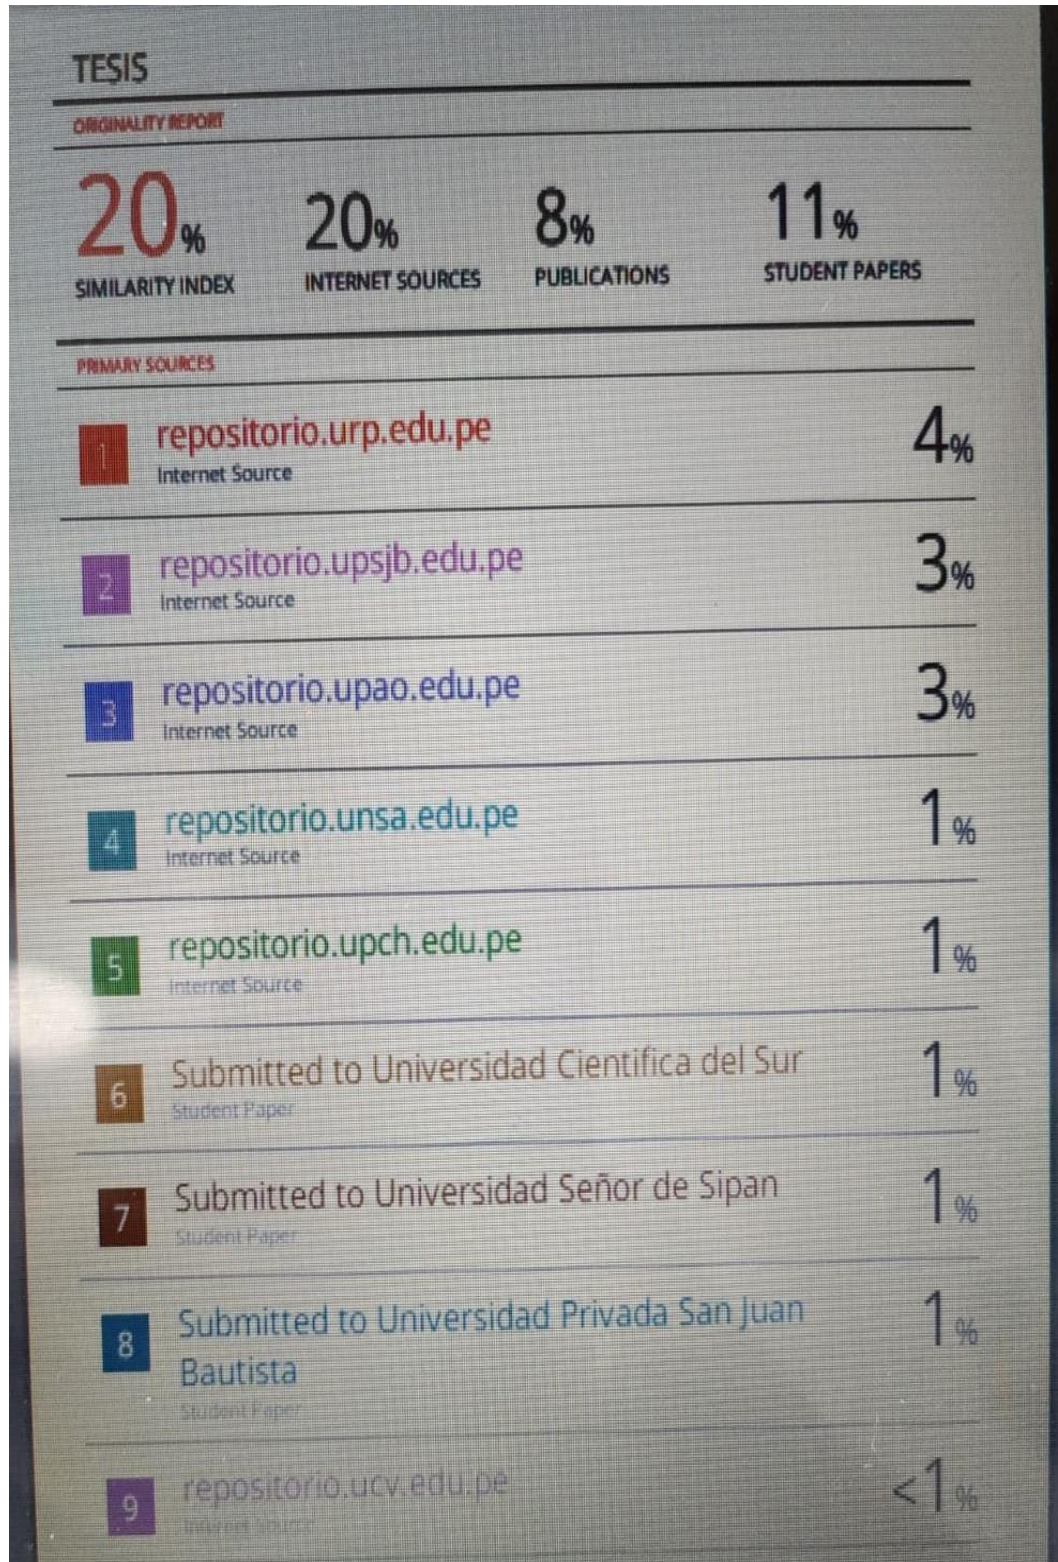 TESIS
ORIGINALITY REPORT
20% 20% 8% 11%
SIMILARITY INDEX INTERNET SOURCES PUBLICATIONS STUDENT PAPERS
PRIMARY SOURCES
1 repositorio.urp.edu.pe 4%
Internet Source
2 repositorio.upsjb.edu.pe 3%
Internet Source
3 repositorio.upao.edu.pe 3%
Internet Source
4 repositorio.unsa.edu.pe 1%
Internet Source
5 repositorio.upch.edu.pe 1%
Internet Source
6 Submitted to Universidad Cientifica del Sur 1%
Student Paper
7 Submitted to Universidad Señor de Sipan 1%
Student Paper
8 Submitted to Universidad Privada San Juan 1%
Bautista
Student Paper
9 repositorio.ucv.edu.pe <1%
Internet Source